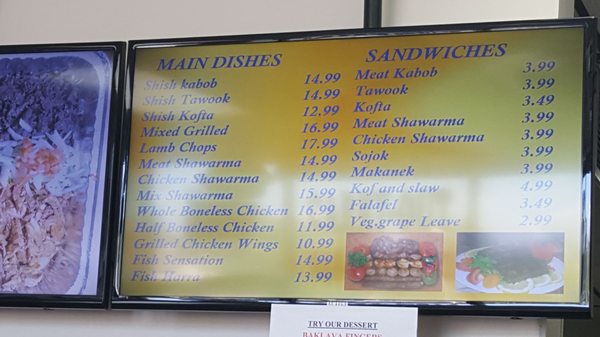 MAIN DISHES
Shish kabob 14.99
Shish Tawook 14.99
Shish Kofta 12.99
Mixed Grilled 16.99
Lamb Chops 17.99
Meat Shawarma 14.99
Chicken Shawarma 14.99
Mix Shawarma 15.99
Whole Boneless Chicken 16.99
Half Boneless Chicken 11.99
Grilled Chicken Wings 10.99
Fish Sensation 14.99
Fish Horra 13.99
SANDWICHES
Meat Kabob 3.99
Tawook 3.99
Kofta 3.49
Meat Shawarma 3.99
Chicken Shawarma 3.99
Sojok 3.99
Makanek 3.99
Kof and slaw 4.99
Falafel 3.49
Veg.grape Leave 2.99
SAMSUNG
TRY OUR DESSERT
BAKLAVA FINGERS